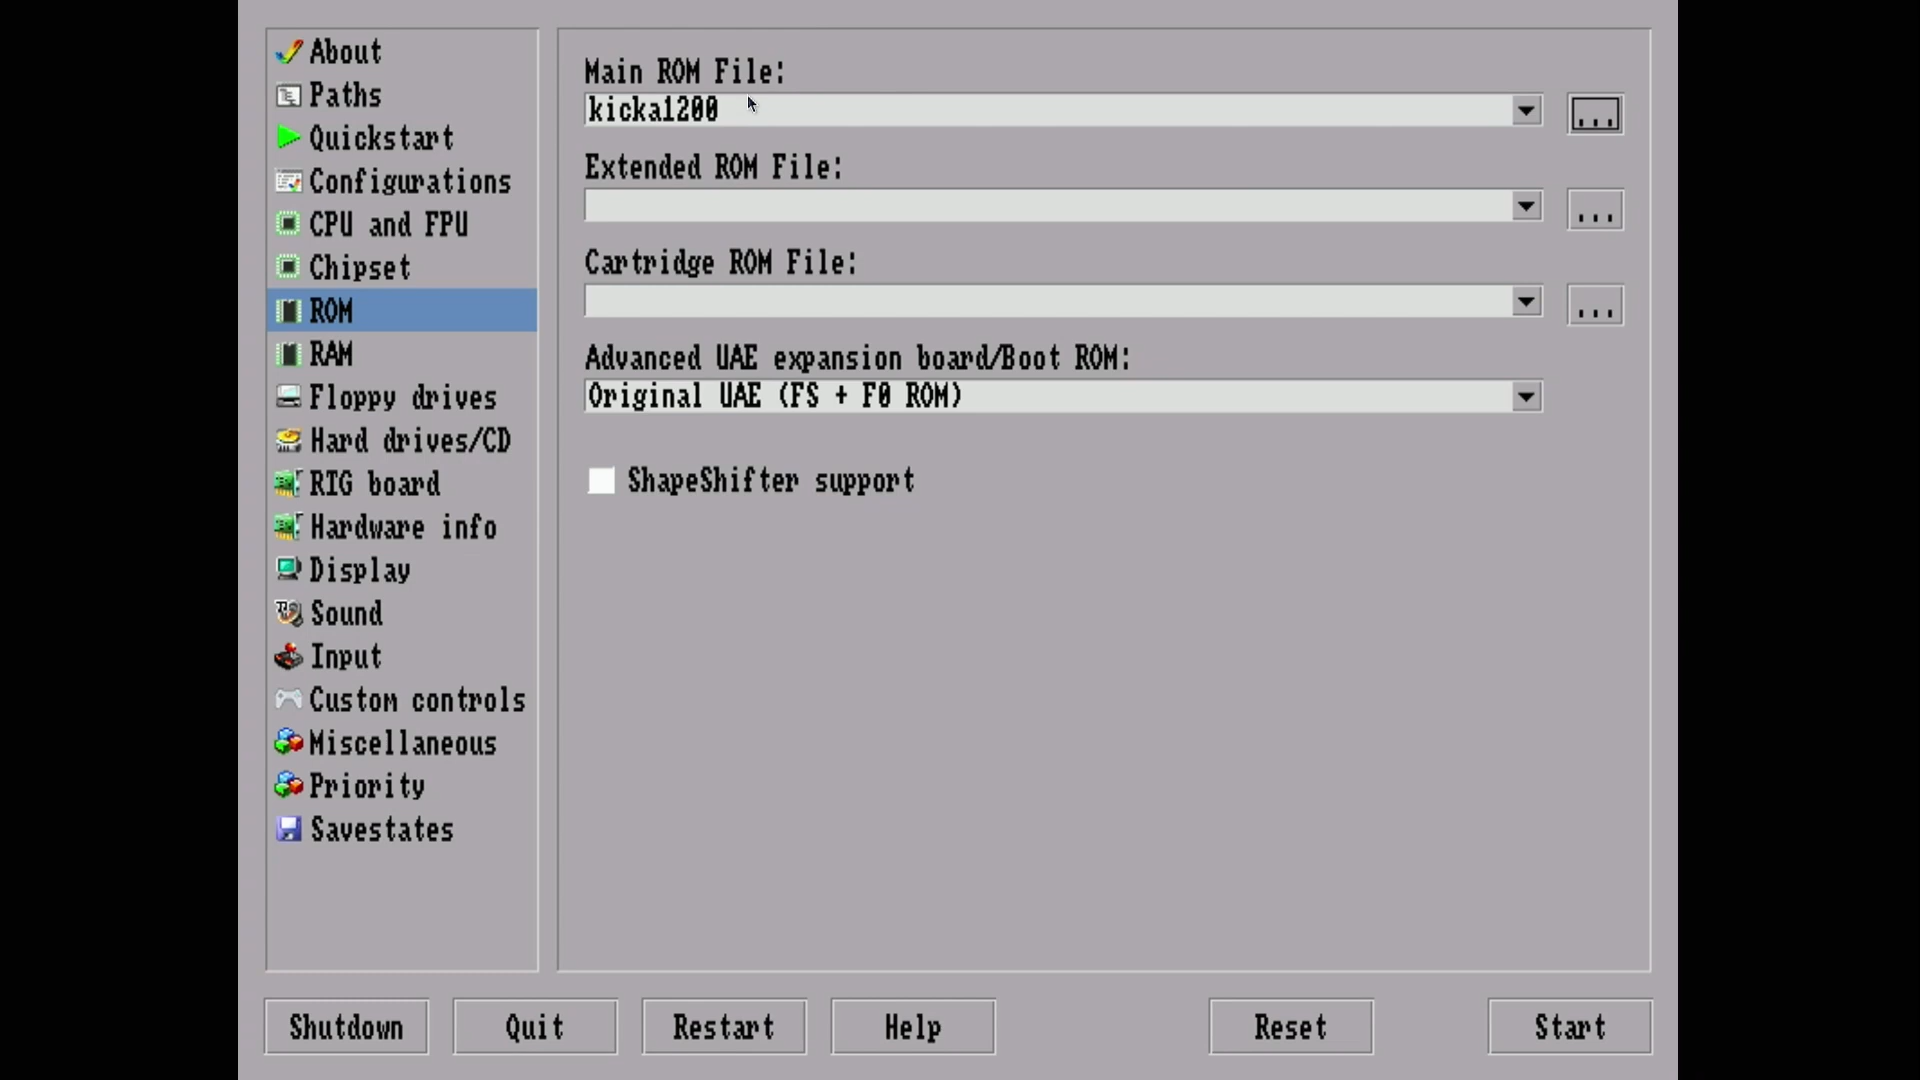 About
Paths
Quickstart
Configurations
CPU and FPU
Chipset
ROM
RAM
Floppy drives
Hard drives/CD
RTG board
Hardware info
Display
Sound
Input
Custom controls
Miscellaneous
Priority
Savestates
Main ROM File:
kicka1200
...
Extended ROM File:
...
Cartridge ROM File:
...
Advanced UAE expansion board/Boot ROM:
Original UAE (FS + F0 ROM)
ShapeShifter support
Shutdown
Quit
Restart
Help
Reset
Start